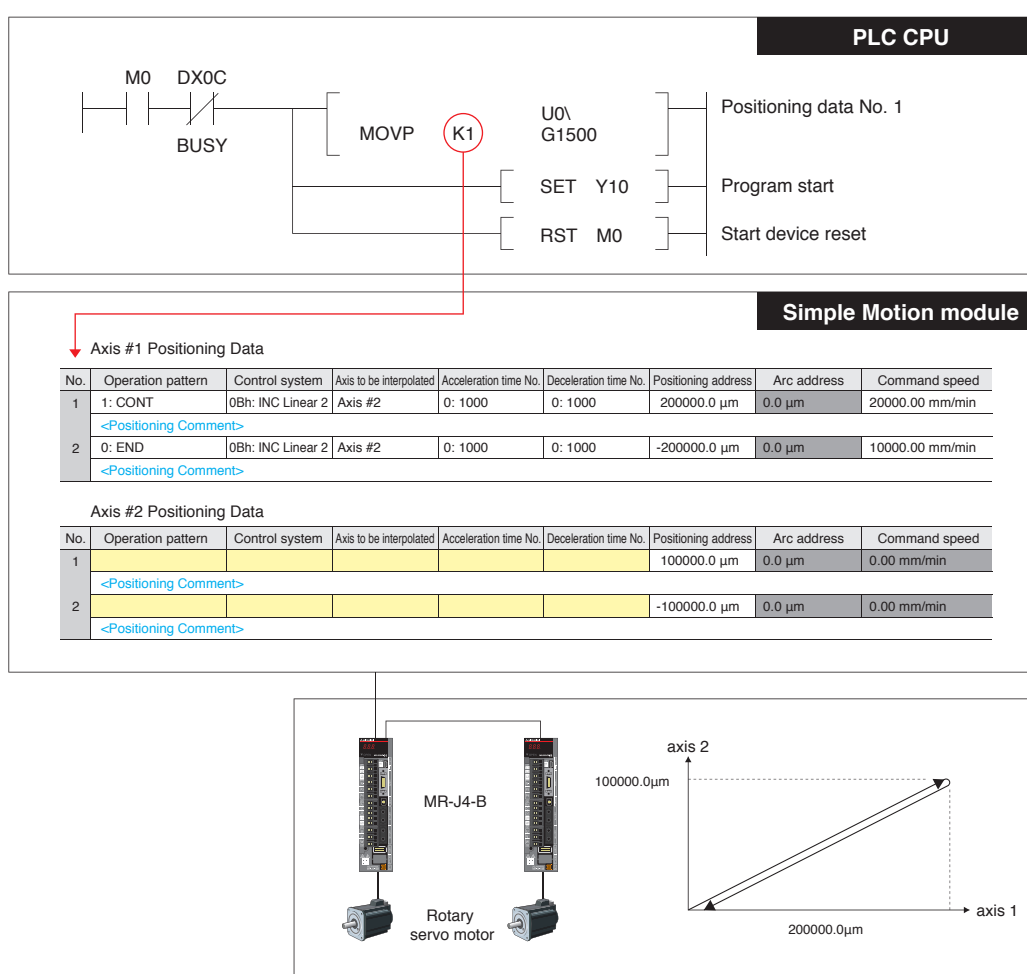 PLC CPU
M0 DX0C
BUSY
MOVP K1 U0\
G1500
Positioning data No. 1
SET Y10 Program start
RST M0 Start device reset
Simple Motion module
Axis #1 Positioning Data
No. Operation pattern Control system Axis to be interpolated Acceleration time No. Deceleration time No. Positioning address Arc address Command speed
1 1: CONT 0Bh: INC Linear 2 Axis #2 0: 1000 0: 1000 200000.0 µm 0.0 µm 20000.00 mm/min
<Positioning Comment>
2 0: END 0Bh: INC Linear 2 Axis #2 0: 1000 0: 1000 -200000.0 µm 0.0 µm 10000.00 mm/min
<Positioning Comment>
Axis #2 Positioning Data
No. Operation pattern Control system Axis to be interpolated Acceleration time No. Deceleration time No. Positioning address Arc address Command speed
1 100000.0 µm 0.0 µm 0.00 mm/min
<Positioning Comment>
2 -100000.0 µm 0.0 µm 0.00 mm/min
<Positioning Comment>
MR-J4-B
Rotary
servo motor
axis 2
100000.0µm
axis 1
200000.0µm